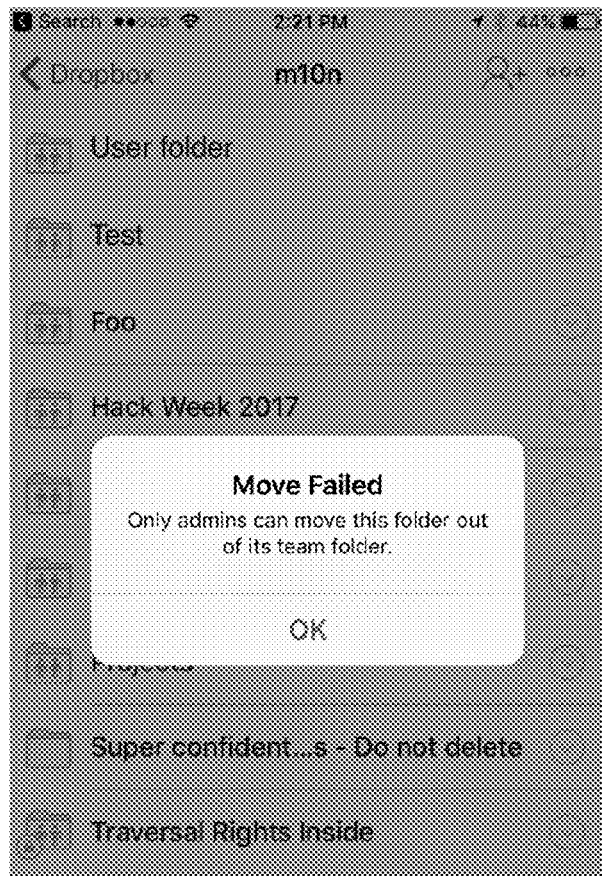 Search 2:21 PM 44%
Dropbox m10n
User folder
Test
Foo
Hack Week 2017
Move Failed
Only admins can move this folder out
of its team folder.
OK
Projects
Super confident...s - Do not delete
Traversal Rights Inside